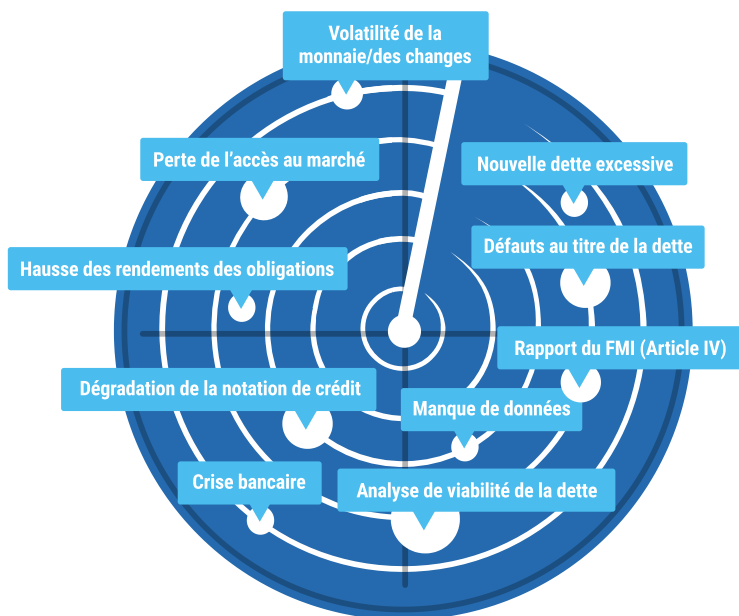 Volatilité de la
monnaie/des changes
Perte de l'accès au marché
Nouvelle dette excessive
Défauts au titre de la dette
Hausse des rendements des obligations
Rapport du FMI (Article IV)
Dégradation de la notation de crédit
Manque de données
Crise bancaire
Analyse de viabilité de la dette